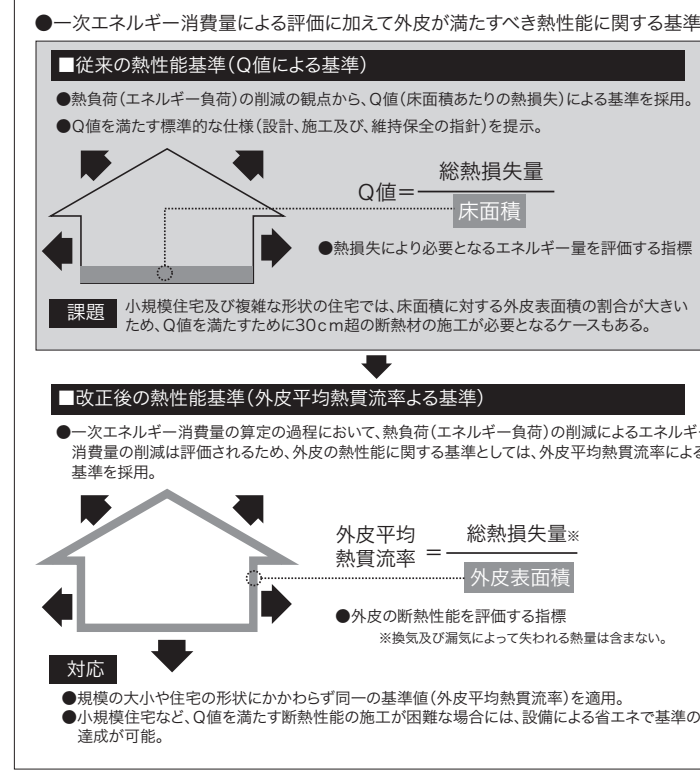 ●一次エネルギー消費量による評価に加えて外皮が満たすべき熱性能に関する基準
■従来の熱性能基準（Q値による基準）
●熱負荷（エネルギー負荷）の削減の観点から、Q値（床面積あたりの熱損失）による基準を採用。
●Q値を満たす標準的な仕様（設計、施工及び、維持保全の指針）を提示。
Q値＝
総熱損失量
床面積
●熱損失により必要となるエネルギー量を評価する指標
課題
小規模住宅及び複雑な形状の住宅では、床面積に対する外皮表面積の割合が大きい
ため、Q値を満たすために30cm超の断熱材の施工が必要となるケースもある。
■改正後の熱性能基準（外皮平均熱貫流率よる基準）
●一次エネルギー消費量の算定の過程において、熱負荷（エネルギー負荷）の削減によるエネルギー
消費量の削減は評価されるため、外皮の熱性能に関する基準としては、外皮平均熱貫流率による
基準を採用。
外皮平均
熱貫流率
＝
総熱損失量※
外皮表面積
●外皮の断熱性能を評価する指標
※換気及び漏気によって失われる熱量は含まない。
対応
●規模の大小や住宅の形状にかかわらず同一の基準値（外皮平均熱貫流率）を適用。
●小規模住宅など、Q値を満たす断熱性能の施工が困難な場合には、設備による省エネで基準の
達成が可能。